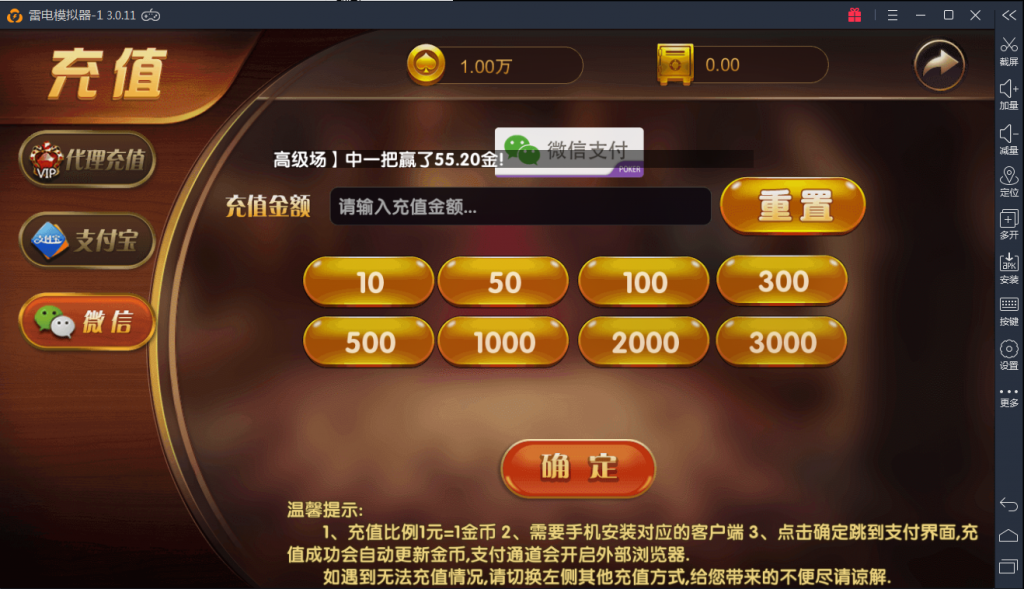 雷电模拟器-1 3.0.11
充值
1.00万
0.00
截屏
加量
减量
定位
多开
APK
安装
按键
设置
更多
VIP
代理充值
支付宝
支付宝
微信
微信支付
POKER
高级场】中一把赢了55.20金!
充值金额
请输入充值金额...
重置
10
50
100
300
500
1000
2000
3000
确定
温馨提示:
1、充值比例1元=1金币 2、需要手机安装对应的客户端 3、点击确定跳到支付界面,充
值成功会自动更新金币,支付通道会开启外部浏览器.
如遇到无法充值情况,请切换左侧其他充值方式,给您带来的不便尽请谅解.